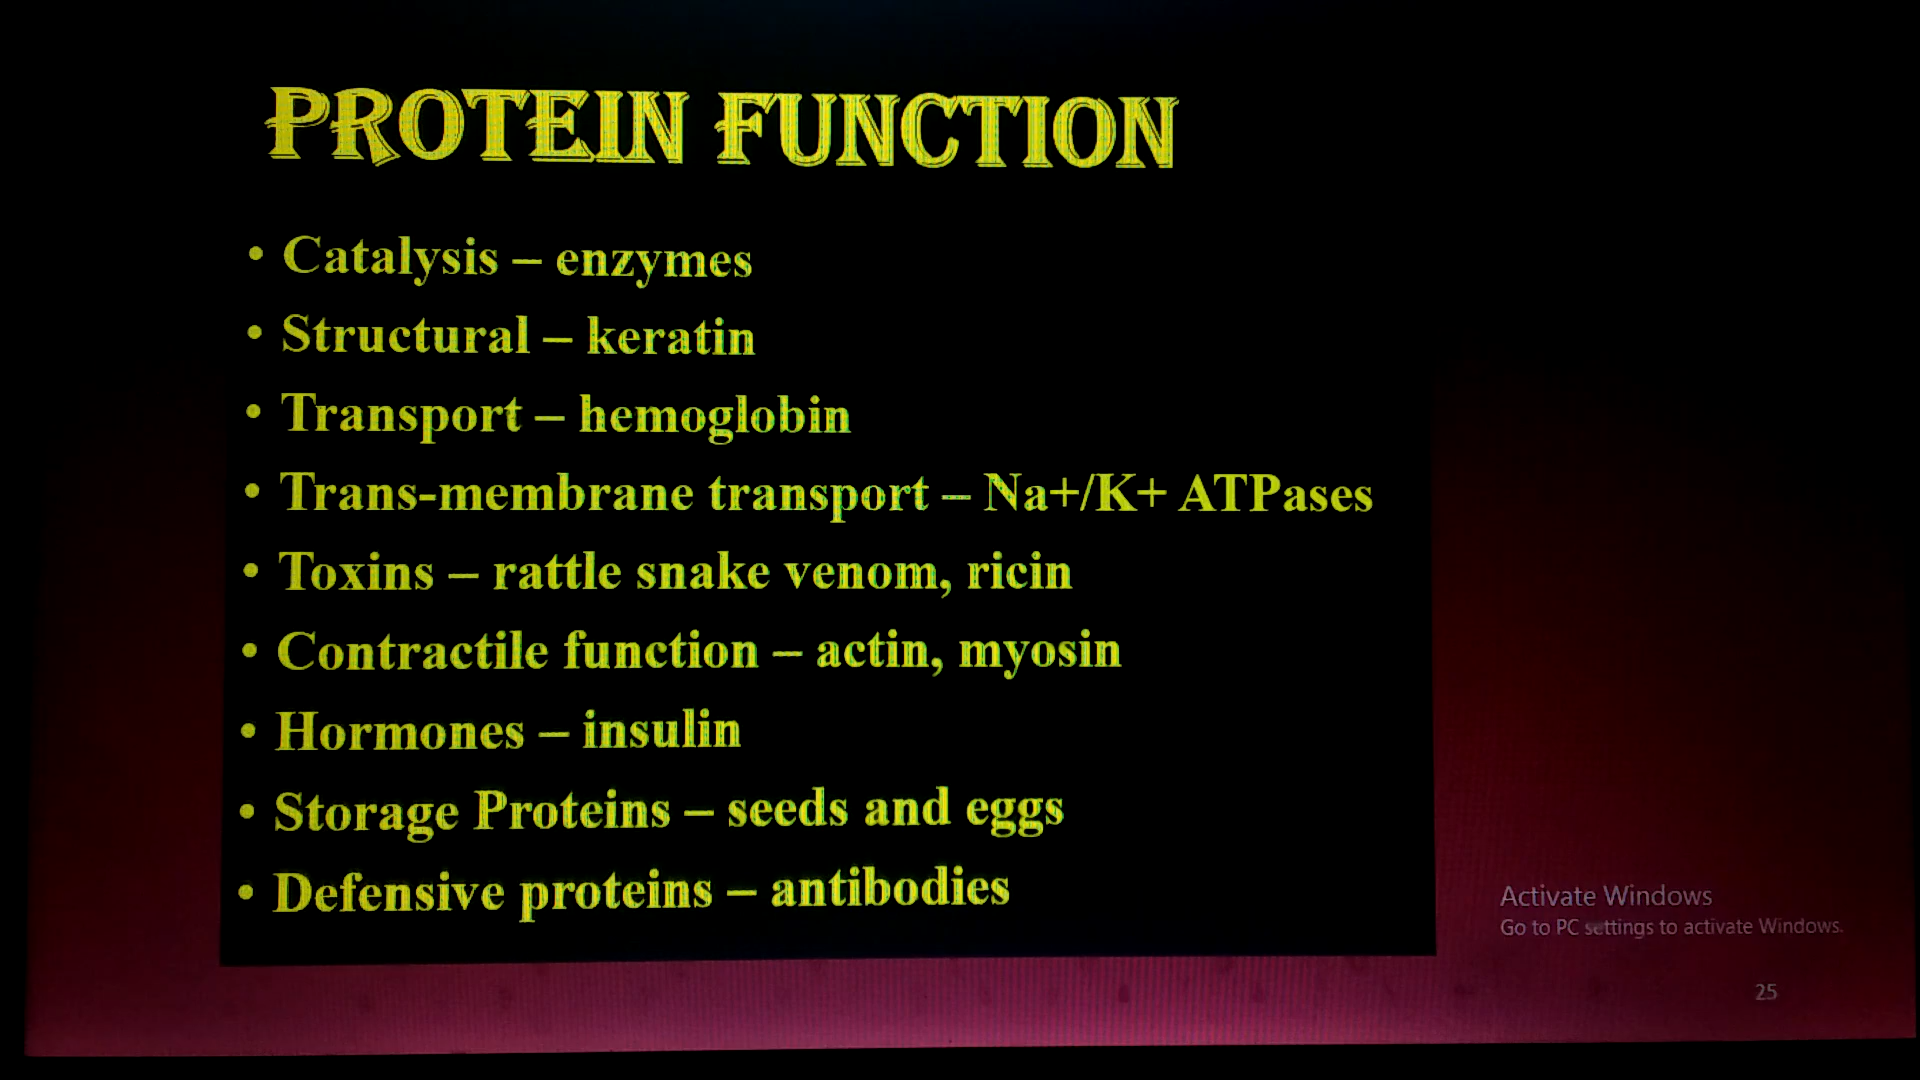 PROTEIN FUNCTION
• Catalysis – enzymes
• Structural – keratin
• Transport – hemoglobin
• Trans-membrane transport – Na+/K+ ATPases
• Toxins – rattle snake venom, ricin
• Contractile function – actin, myosin
• Hormones – insulin
• Storage Proteins – seeds and eggs
• Defensive proteins – antibodies
Activate Windows
Go to PC settings to activate Windows.
25